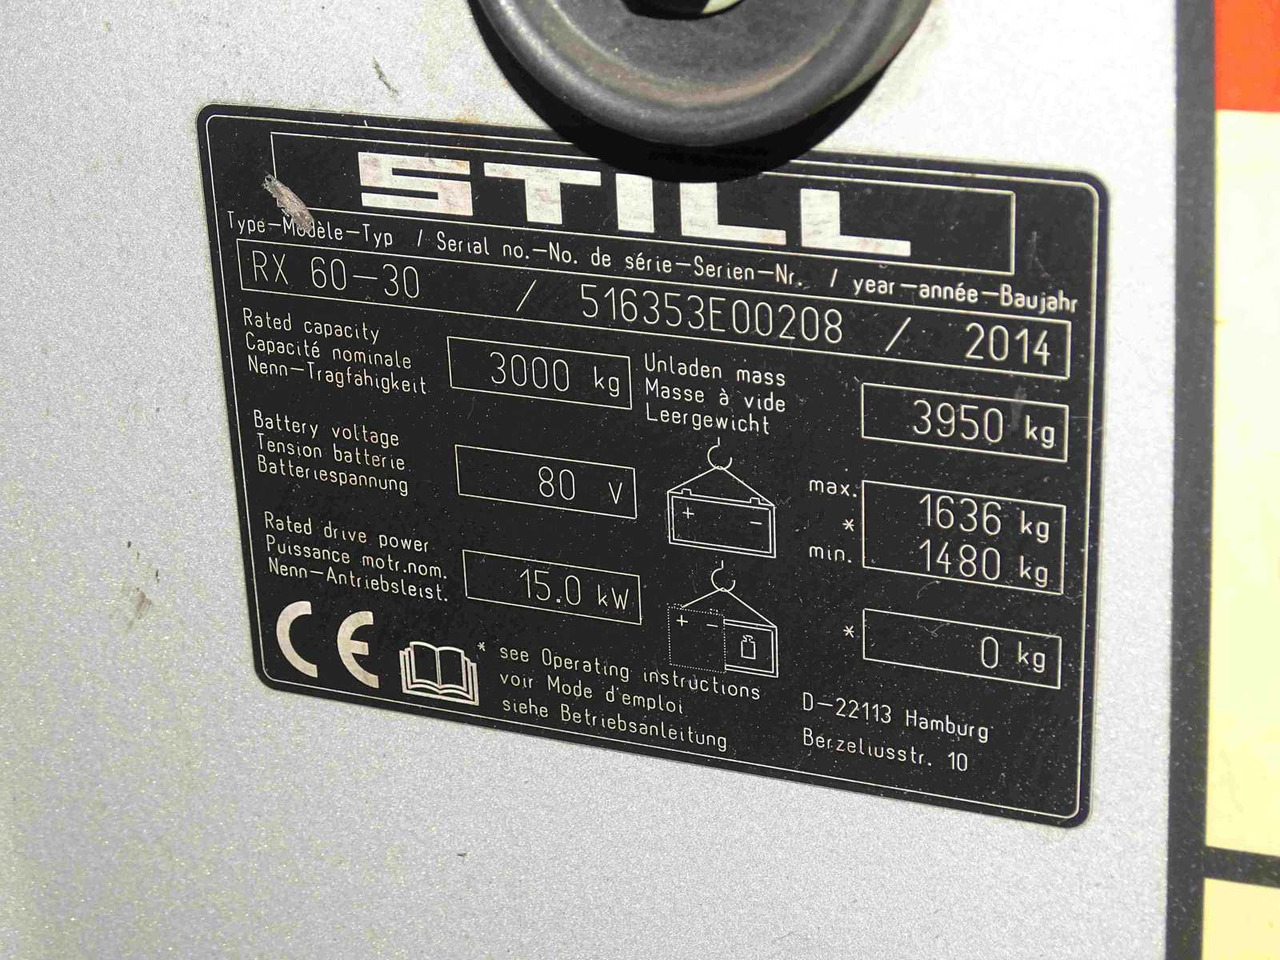 STILL
Type-Modèle-Typ / Serial no.-No. de série-Serien-Nr. / year-année-Baujahr
RX 60-30 / 516353E00208 / 2014
Rated capacity
Capacité nominale
Nenn-Tragfähigkeit
3000 kg
Unladen mass
Masse à vide
Leergewicht
3950 kg
Battery voltage
Tension batterie
Batteriespannung
80 V
+ -
max. 1636 kg
*
min. 1480 kg
Rated drive power
Puissance motr.nom.
Nenn-Antriebsleist.
15.0 kW
+ -
* 0 kg
CE
* see Operating instructions
voir Mode d'emploi
siehe Betriebsanleitung
D-22113 Hamburg
Berzeliusstr. 10